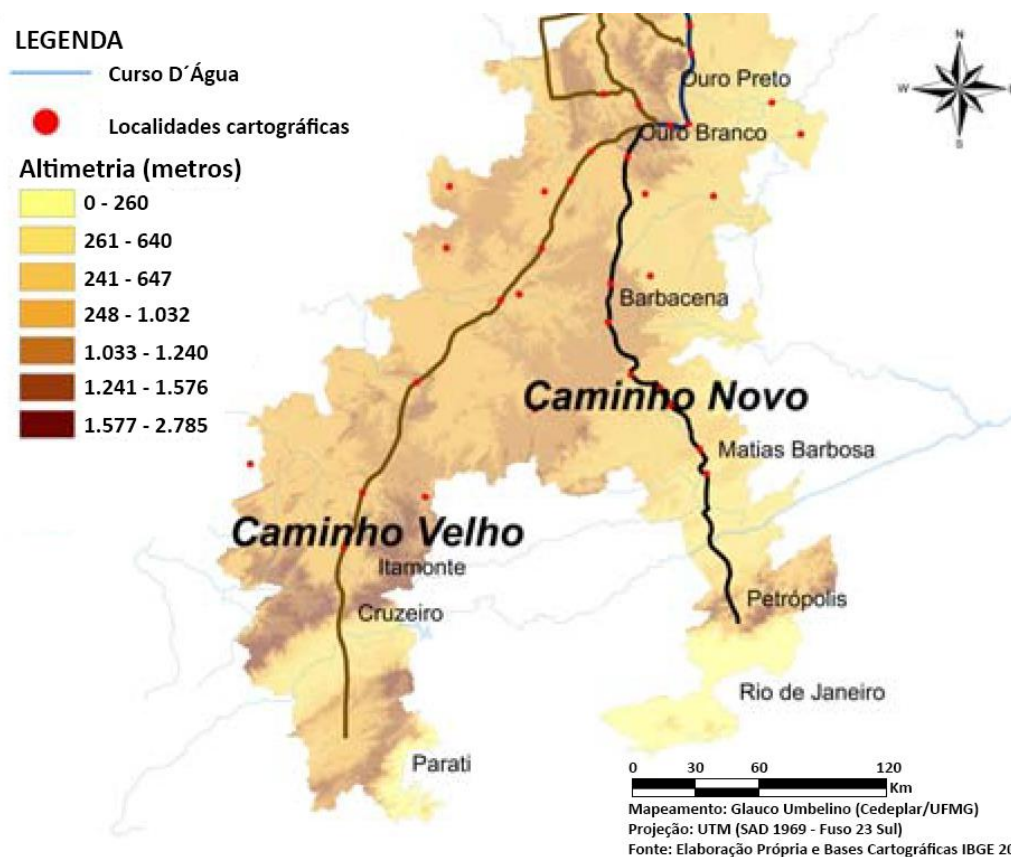 LEGENDA
Curso D´Água
Localidades cartográficas
Altimetria (metros)
0 - 260
261 - 640
241 - 647
248 - 1.032
1.033 - 1.240
1.241 - 1.576
1.577 - 2.785
N
W
S
Ouro Preto
Ouro Branco
Barbacena
Caminho Novo
Matias Barbosa
Caminho Velho
Itamonte
Cruzeiro
Petrópolis
Rio de Janeiro
Parati
0 30 60 120
Km
Mapeamento: Glauco Umbelino (Cedeplar/UFMG)
Projeção: UTM (SAD 1969 - Fuso 23 Sul)
Fonte: Elaboração Própria e Bases Cartográficas IBGE 20